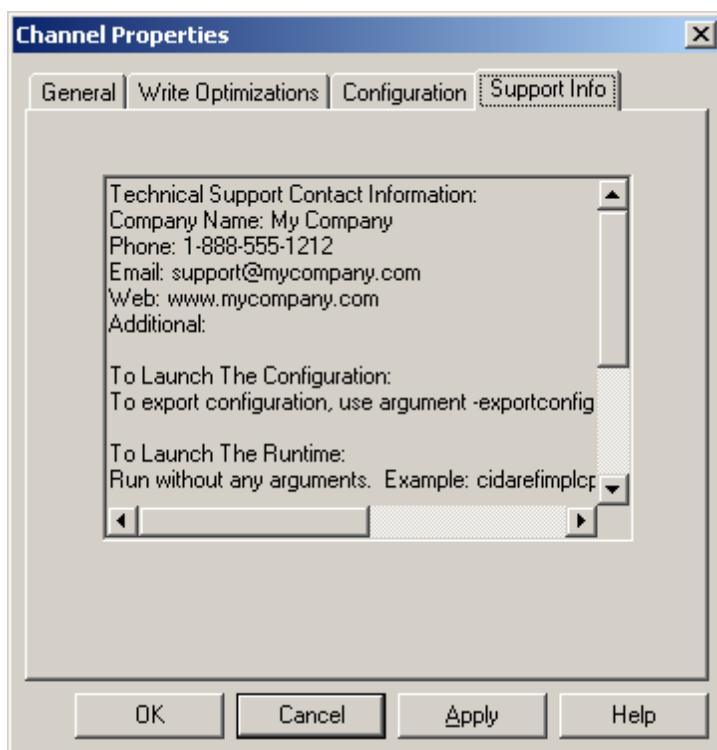 Channel Properties
General
Write Optimizations
Configuration
Support Info
Technical Support Contact Information:
Company Name: My Company
Phone: 1-888-555-1212
Email: support@mycompany.com
Web: www.mycompany.com
Additional:
To Launch The Configuration:
To export configuration, use argument -exportconfig
To Launch The Runtime:
Run without any arguments.  Example: cidarefimplcp
OK
Cancel
Apply
Help